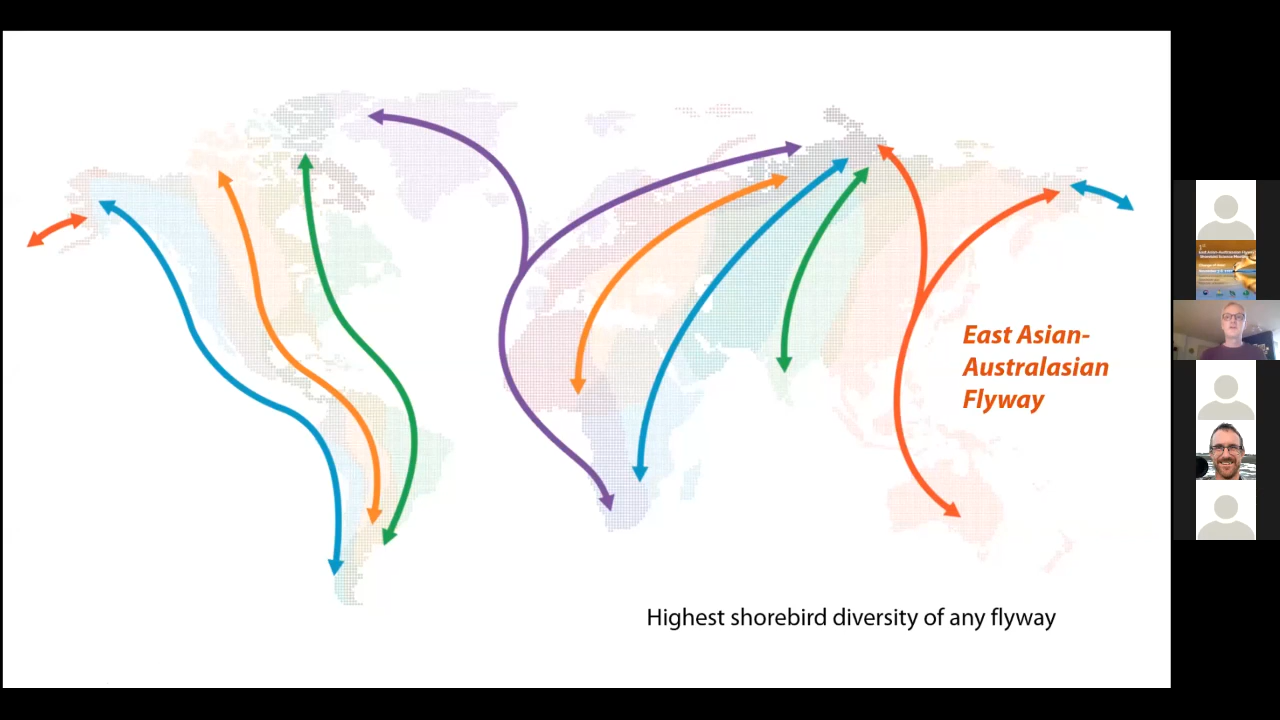 East Asian-
Australasian
Flyway
Highest shorebird diversity of any flyway